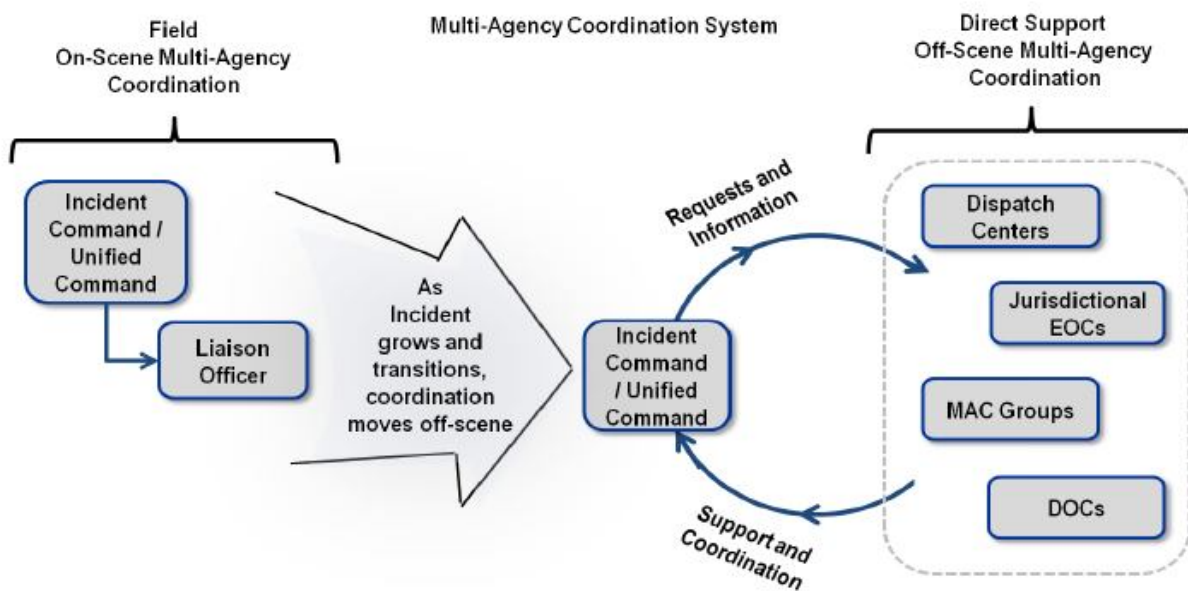 Field
On-Scene Multi-Agency
Coordination
Multi-Agency Coordination System
Direct Support
Off-Scene Multi-Agency
Coordination
Incident
Command /
Unified
Command
Liaison
Officer
As
Incident
grows and
transitions,
coordination
moves off-scene
Incident
Command
/ Unified
Command
Requests and
Information
Support and
Coordination
Dispatch
Centers
Jurisdictional
EOCs
MAC Groups
DOCs